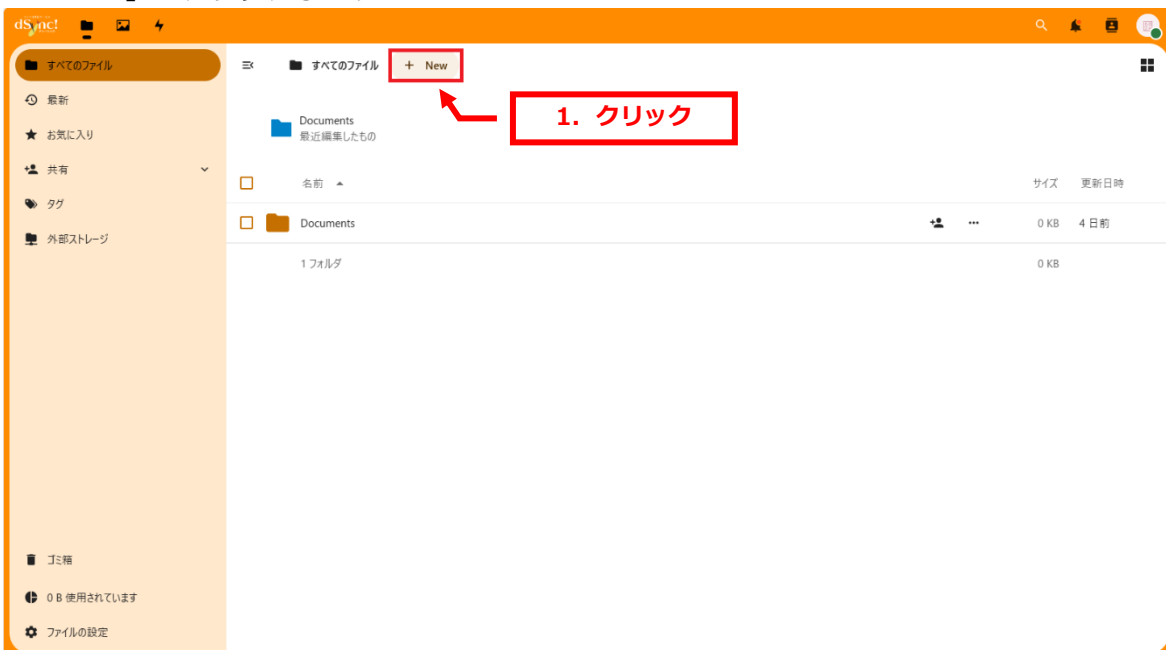 dSync!
すべてのファイル
最新
お気に入り
共有
タグ
外部ストレージ
ゴミ箱
0 B 使用されています
ファイルの設定
すべてのファイル + New
1. クリック
Documents
最近編集したもの
名前 サイズ 更新日時
Documents 0 KB 4 日前
1 フォルダ 0 KB